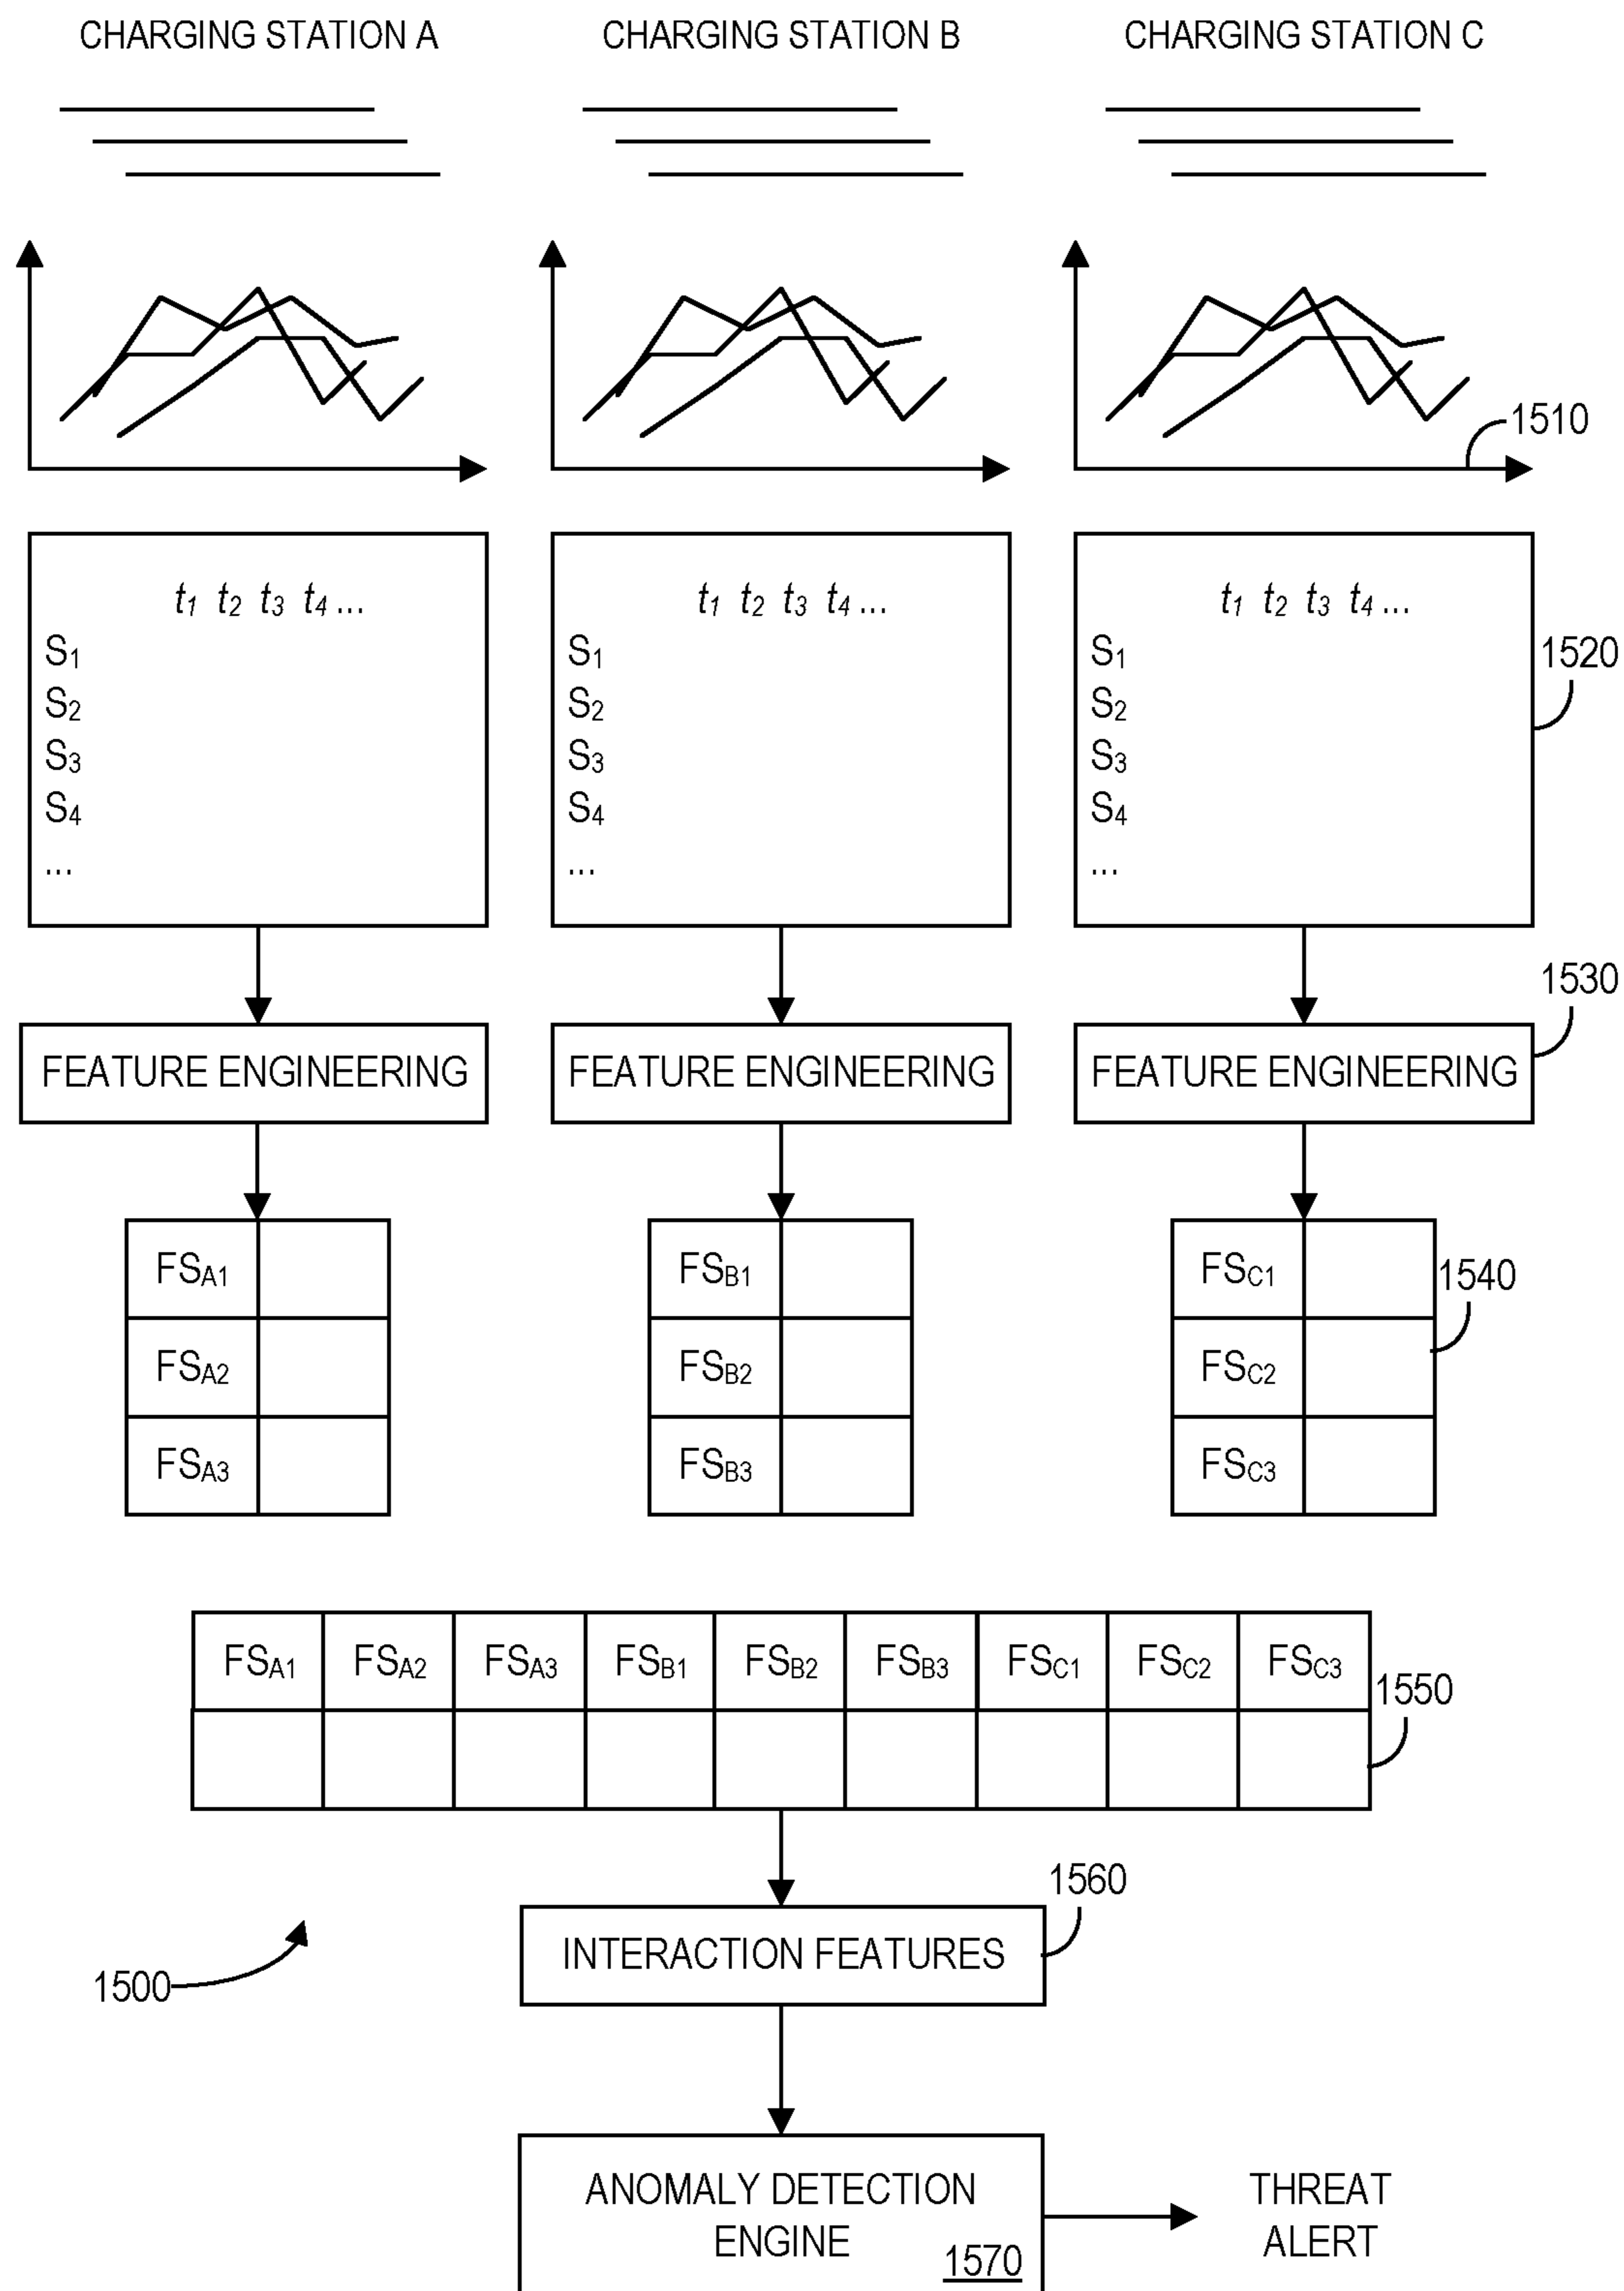 CHARGING STATION A CHARGING STATION B CHARGING STATION C
1510
t1 t2 t3 t4 ... t1 t2 t3 t4 ... t1 t2 t3 t4 ...
S1 S1 S1
1520
S2 S2 S2
S3 S3 S3
S4 S4 S4
... ... ...
1530
FEATURE ENGINEERING FEATURE ENGINEERING FEATURE ENGINEERING
FSA1 FSB1 FSC1
1540
FSA2 FSB2 FSC2
FSA3 FSB3 FSC3
FSA1 FSA2 FSA3 FSB1 FSB2 FSB3 FSC1 FSC2 FSC3
1550
1560
INTERACTION FEATURES
1500
ANOMALY DETECTION
ENGINE
1570
THREAT
ALERT